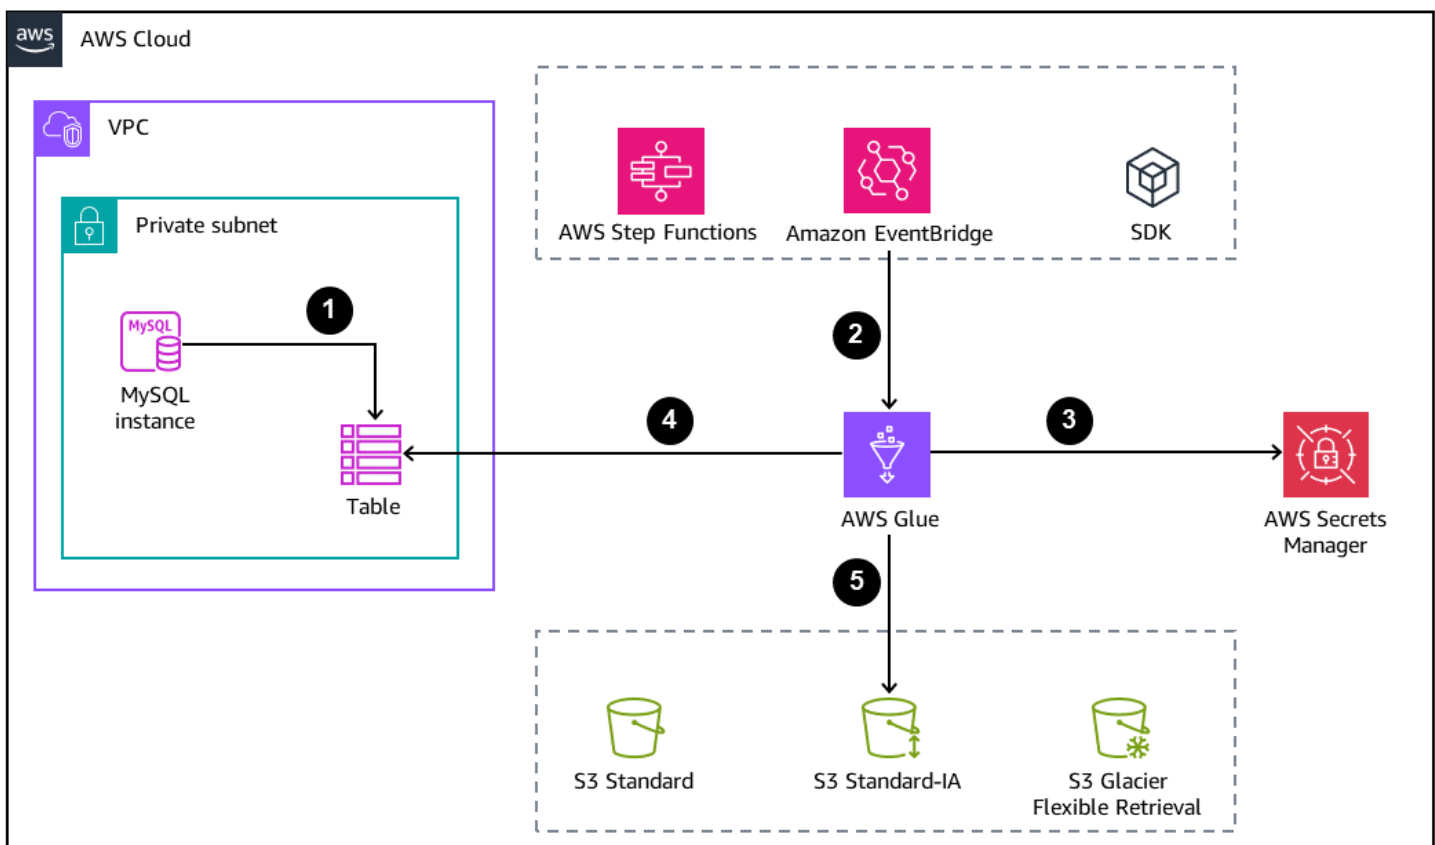 aws
AWS Cloud
VPC
Private subnet
MySQL
MySQL
instance
1
Table
AWS Step Functions
Amazon EventBridge
SDK
2
4
3
AWS Glue
AWS Secrets
Manager
5
S3 Standard
S3 Standard-IA
S3 Glacier
Flexible Retrieval